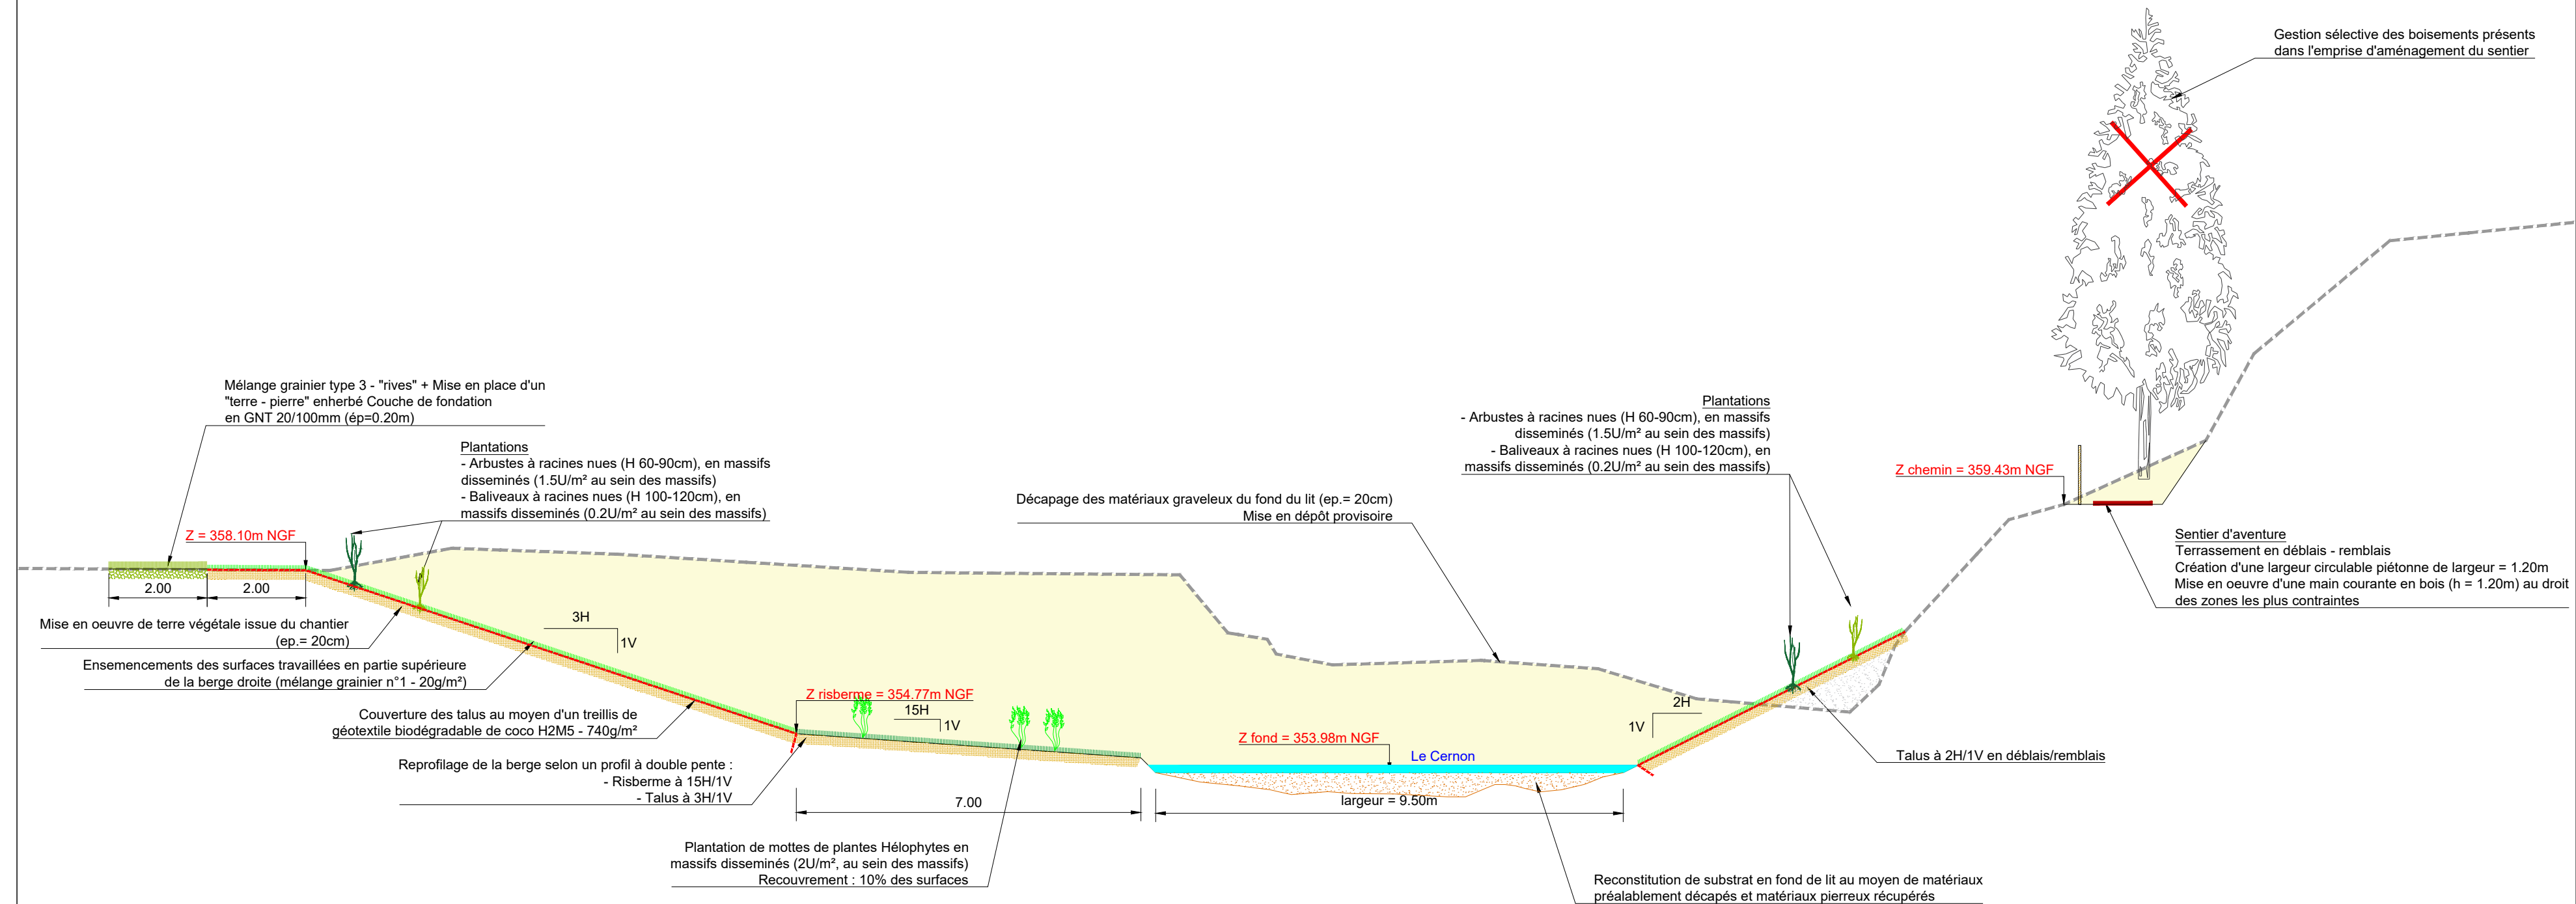 Gestion sélective des boisements présents
dans l'emprise d'aménagement du sentier
Mélange grainier type 3 - "rives" + Mise en place d'un
"terre - pierre" enherbé Couche de fondation
en GNT 20/100mm (ép=0.20m)
Plantations
- Arbustes à racines nues (H 60-90cm), en massifs
disseminés (1.5U/m² au sein des massifs)
- Baliveaux à racines nues (H 100-120cm), en
massifs disseminés (0.2U/m² au sein des massifs)
Plantations
- Arbustes à racines nues (H 60-90cm), en massifs
disseminés (1.5U/m² au sein des massifs)
- Baliveaux à racines nues (H 100-120cm), en
massifs disseminés (0.2U/m² au sein des massifs)
Z chemin = 359.43m NGF
Décapage des matériaux graveleux du fond du lit (ep.= 20cm)
Mise en dépôt provisoire
Z = 358.10m NGF
Sentier d'aventure
Terrassement en déblais - remblais
Création d'une largeur circulable piétonne de largeur = 1.20m
Mise en oeuvre d'une main courante en bois (h = 1.20m) au droit
des zones les plus contraintes
2.00
2.00
Mise en oeuvre de terre végétale issue du chantier
(ep.= 20cm)
3H
1V
Ensemencements des surfaces travaillées en partie supérieure
de la berge droite (mélange grainier n°1 - 20g/m²)
Z risberme = 354.77m NGF
15H
1V
2H
1V
Couverture des talus au moyen d'un treillis de
géotextile biodégradable de coco H2M5 - 740g/m²
Z fond = 353.98m NGF
Le Cernon
Talus à 2H/1V en déblais/remblais
Reprofilage de la berge selon un profil à double pente :
- Risberme à 15H/1V
- Talus à 3H/1V
7.00
largeur = 9.50m
Plantation de mottes de plantes Hélophytes en
massifs disseminés (2U/m², au sein des massifs)
Recouvrement : 10% des surfaces
Reconstitution de substrat en fond de lit au moyen de matériaux
préalablement décapés et matériaux pierreux récupérés